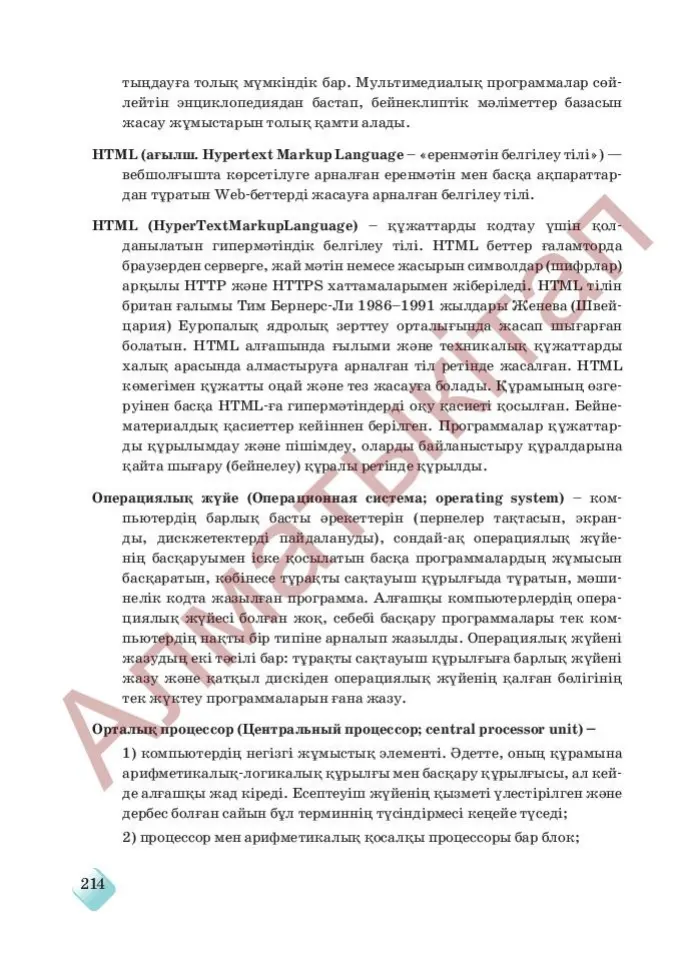 тыңдауға толық мүмкіндік бар. Мультимедиалық программалар сөй-
лейтін энциклопедиядан бастап, бейнеклиптік мәліметтер базасын
жасау жұмыстарын толық қамти алады.
HTML (ағылш. Hypertext Markup Language – «еренмәтін белгілеу тілі») —
вебшолғышта көрсетілуге арналған еренмәтін мен басқа ақпараттар-
дан тұратын Web-беттерді жасауға арналған белгілеу тілі.
HTML (HyperTextMarkupLanguage) – құжаттарды кодтау үшін қол-
данылатын гипермәтіндік белгілеу тілі. HTML беттер ғаламторда
браузерден серверге, жай мәтін немесе жасырын символдар (шифрлар)
арқылы HTTP және HTTPS хаттамаларымен жіберіледі. HTML тілін
британ ғалымы Тим Бернерс-Ли 1986–1991 жылдары Женева (Швей-
цария) Еуропалық ядролық зерттеу орталығында жасап шығарған
болатын. HTML алғашында ғылыми және техникалық құжаттарды
халық арасында алмастыруға арналған тіл ретінде жасалған. HTML
көмегімен құжатты оңай және тез жасауға болады. Құрамының өзге-
руінен басқа HTML-ға гипермәтіндерді оқу қасиеті қосылған. Бейне-
материалдық қасиеттер кейіннен берілген. Программалар құжаттар-
ды құрылымдау және пішімдеу, оларды байланыстыру құралдарына
қайта шығару (бейнелеу) құралы ретінде құрылды.
Операциялық жүйе (Операционная система; operating system) – ком-
пьютердің барлық басты әрекеттерін (пернелер тақтасын, экран-
ды, дискжетектерді пайдалануды), сондай-ақ операциялық жүйе-
нің басқаруымен іске қосылатын басқа программалардың жұмысын
басқаратын, көбінесе тұрақты сақтауыш құрылғыда тұратын, маши-
нелік кодта жазылған программа. Алғашқы компьютерлердің опера-
циялық жүйесі болған жоқ, себебі басқару программалары тек ком-
пьютердің нақты бір типіне арналып жазылды. Операциялық жүйені
жазудың екі тәсілі бар: тұрақты сақтауыш құрылғыға барлық жүйені
жазу және қатқыл дискіден операциялық жүйенің қалған бөлігінің
тек жүктеу программаларын ғана жазу.
Орталық процессор (Центральный процессор; central processor unit) –
1) компьютердің негізгі жұмыстық элементі. Әдетте, оның құрамына
арифметикалық-логикалық құрылғы мен басқару құрылғысы, ал кей-
де алғашқы жад кіреді. Есептеуіш жүйенің қызметі үлестірілген және
дербес болған сайын бұл терминнің түсіндірмесі кеңейе түседі;
2) процессор мен арифметикалық қосалқы процессоры бар блок;
214
Алматыкітап